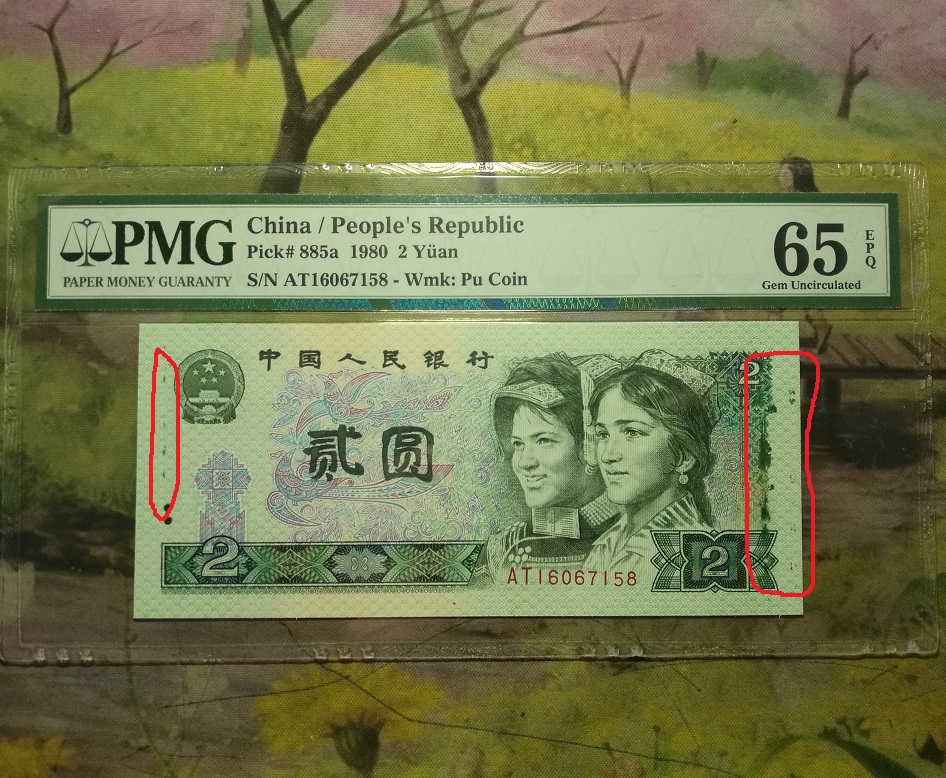 PMG
PAPER MONEY GUARANTY
China / People's Republic
Pick# 885a 1980 2 Yüan
S/N AT16067158 - Wmk: Pu Coin
65
EPQ
Gem Uncirculated
中国人民银行
2
贰圆
2
2
AT16067158